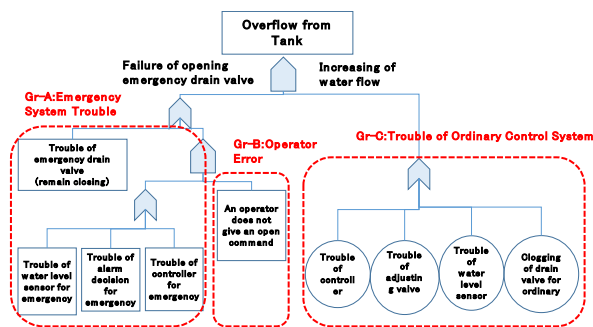 Overflow from
Tank
Failure of opening
emergency drain valve
Increasing of
water flow
Gr-A:Emergency
System Trouble
Gr-B:Operator
Error
Gr-C:Trouble of Ordinary Control System
Trouble of
emergency drain
valve
(remain closing)
An operator
does not
give an open
command
Trouble of
water level
sensor for
emergency
Trouble of
alarm
decision for
emergency
Trouble of
controller
for
emergency
Trouble
of
controll
er
Trouble
of
adjustin
g valve
Trouble
of
water
level
sensor
Clogging
of drain
valve for
ordinary